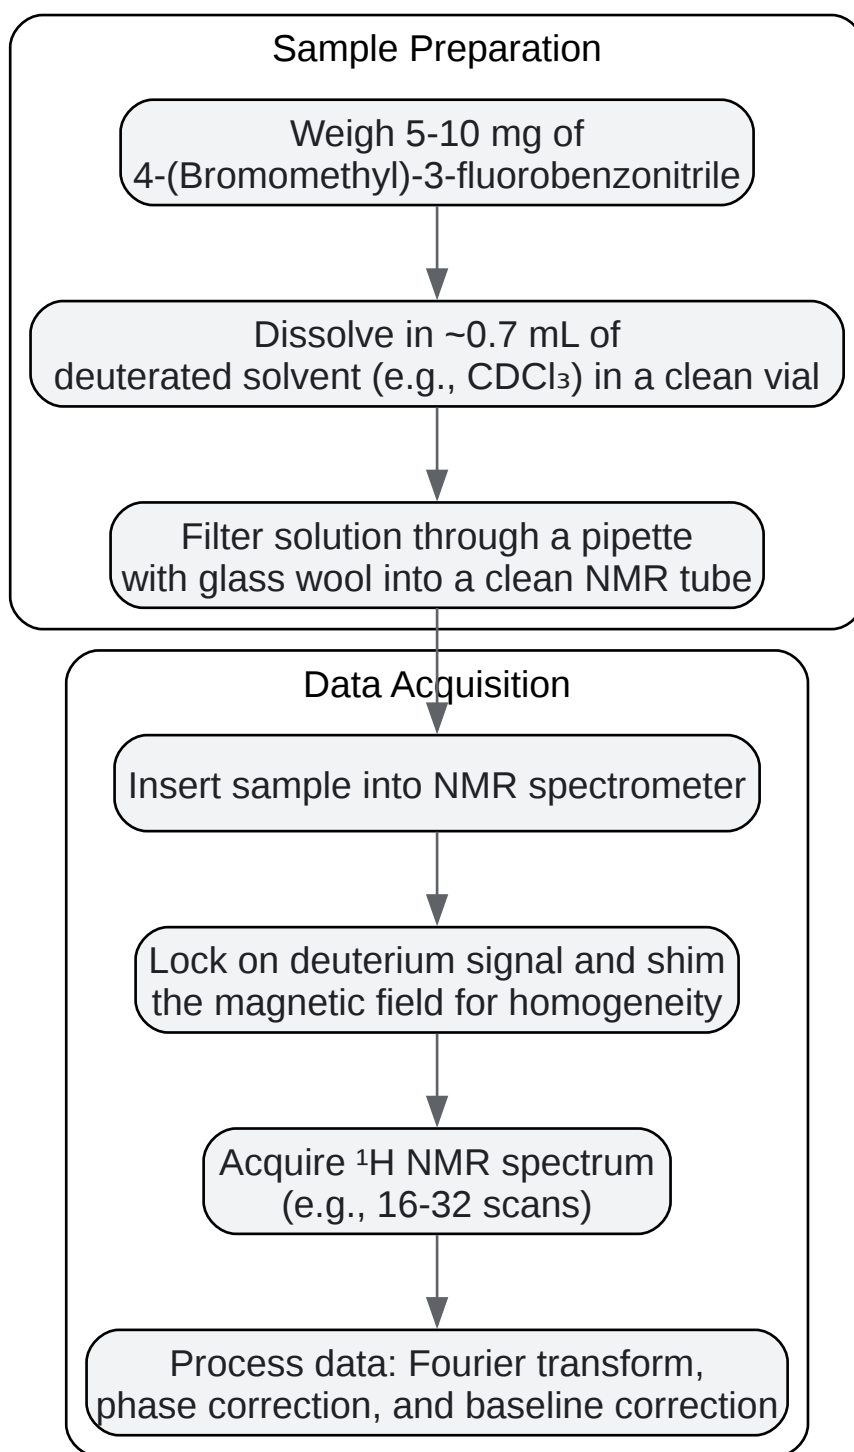 Sample Preparation
Weigh 5-10 mg of
4-(Bromomethyl)-3-fluorobenzonitrile
Dissolve in ~0.7 mL of
deuterated solvent (e.g., CDCl₃) in a clean vial
Filter solution through a pipette
with glass wool into a clean NMR tube
Data Acquisition
Insert sample into NMR spectrometer
Lock on deuterium signal and shim
the magnetic field for homogeneity
Acquire ¹H NMR spectrum
(e.g., 16-32 scans)
Process data: Fourier transform,
phase correction, and baseline correction